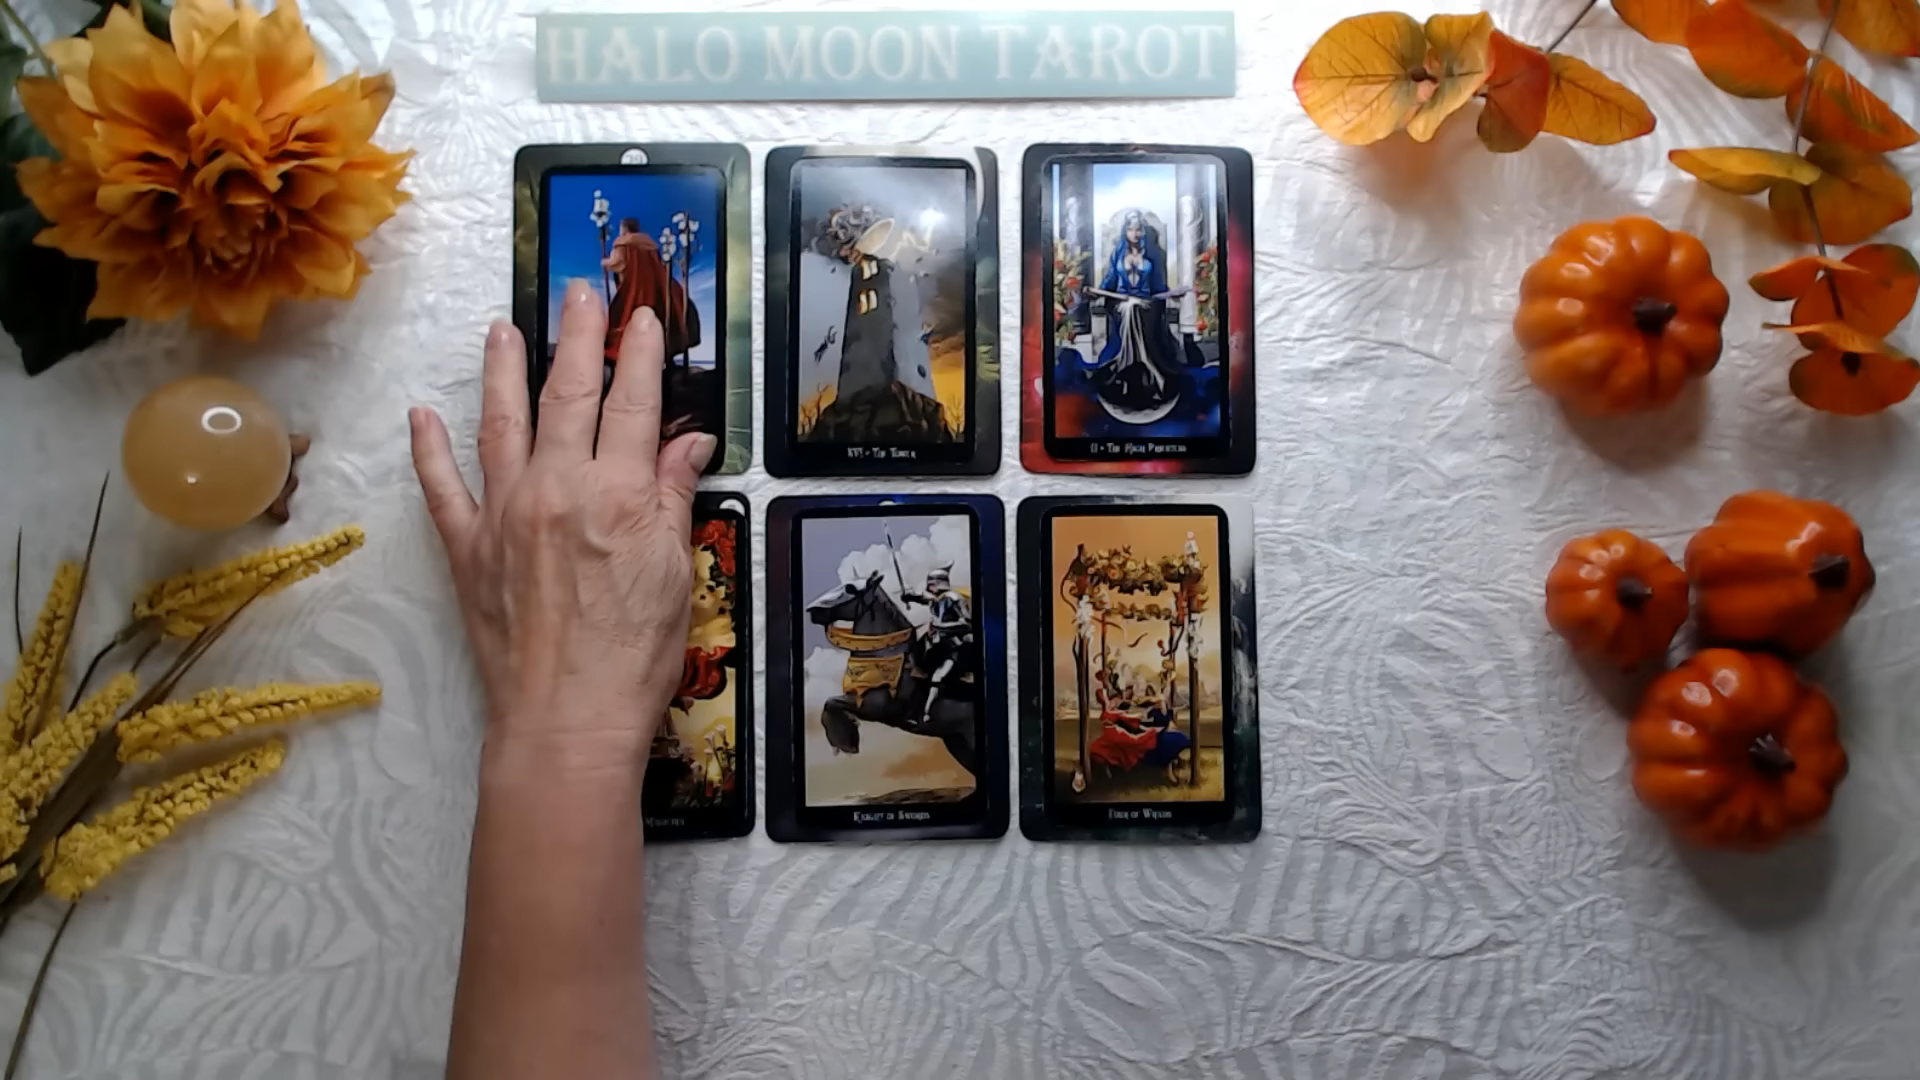 HALO MOON TAROT
XVI • The Tower
II • The High Priestess
Knight of Swords
Four of Wands